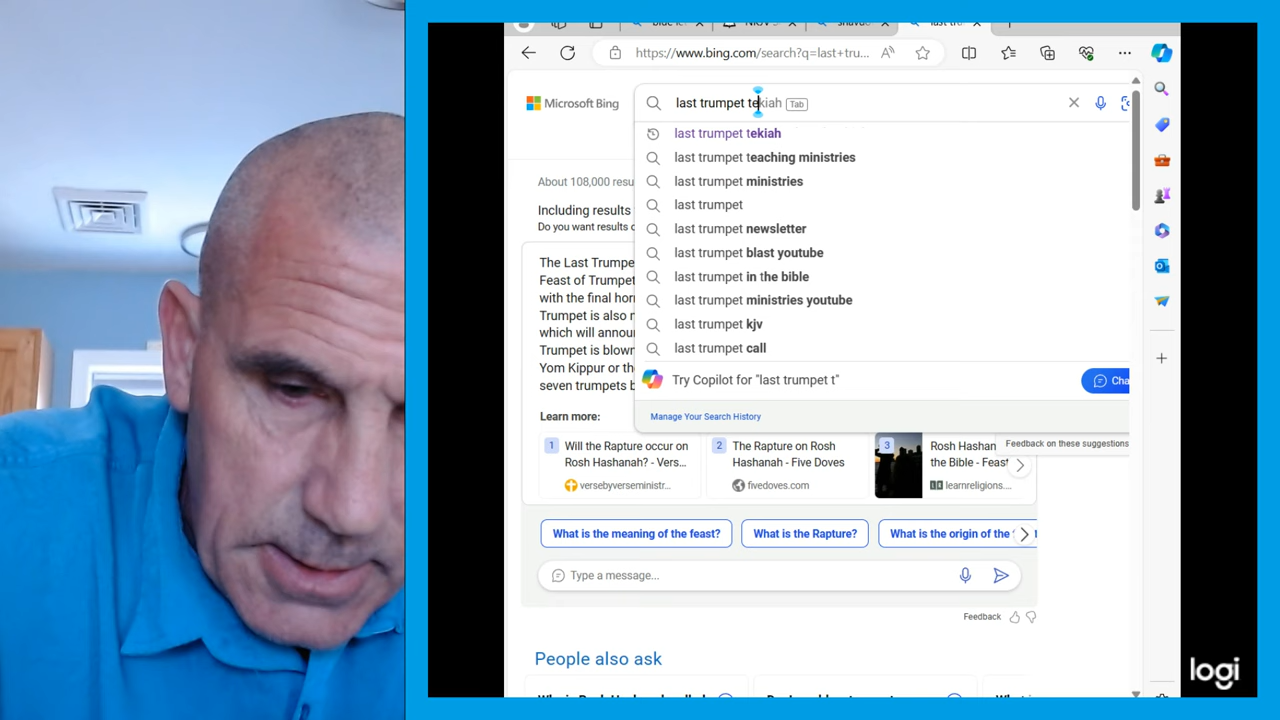 https://www.bing.com/search?q=last+tru...
Microsoft Bing
last trumpet tekiah Tab
last trumpet tekiah
last trumpet teaching ministries
last trumpet ministries
last trumpet
last trumpet newsletter
last trumpet blast youtube
last trumpet in the bible
last trumpet ministries youtube
last trumpet kjv
last trumpet call
Try Copilot for "last trumpet t"
Cha
Manage Your Search History
Feedback on these suggestions
About 108,000 resu
Including results
Do you want results
The Last Trumpe
Feast of Trumpet
with the final hor
Trumpet is also
which will annou
Trumpet is blown
Yom Kippur or the
seven trumpets b
Learn more:
1 Will the Rapture occur on
Rosh Hashanah? - Vers...
versebyverseministr...
2 The Rapture on Rosh
Hashanah - Five Doves
fivedoves.com
3 Rosh Hashan
the Bible - Feas
learnreligions....
What is the meaning of the feast?
What is the Rapture?
What is the origin of the
Type a message...
Feedback
People also ask
logi